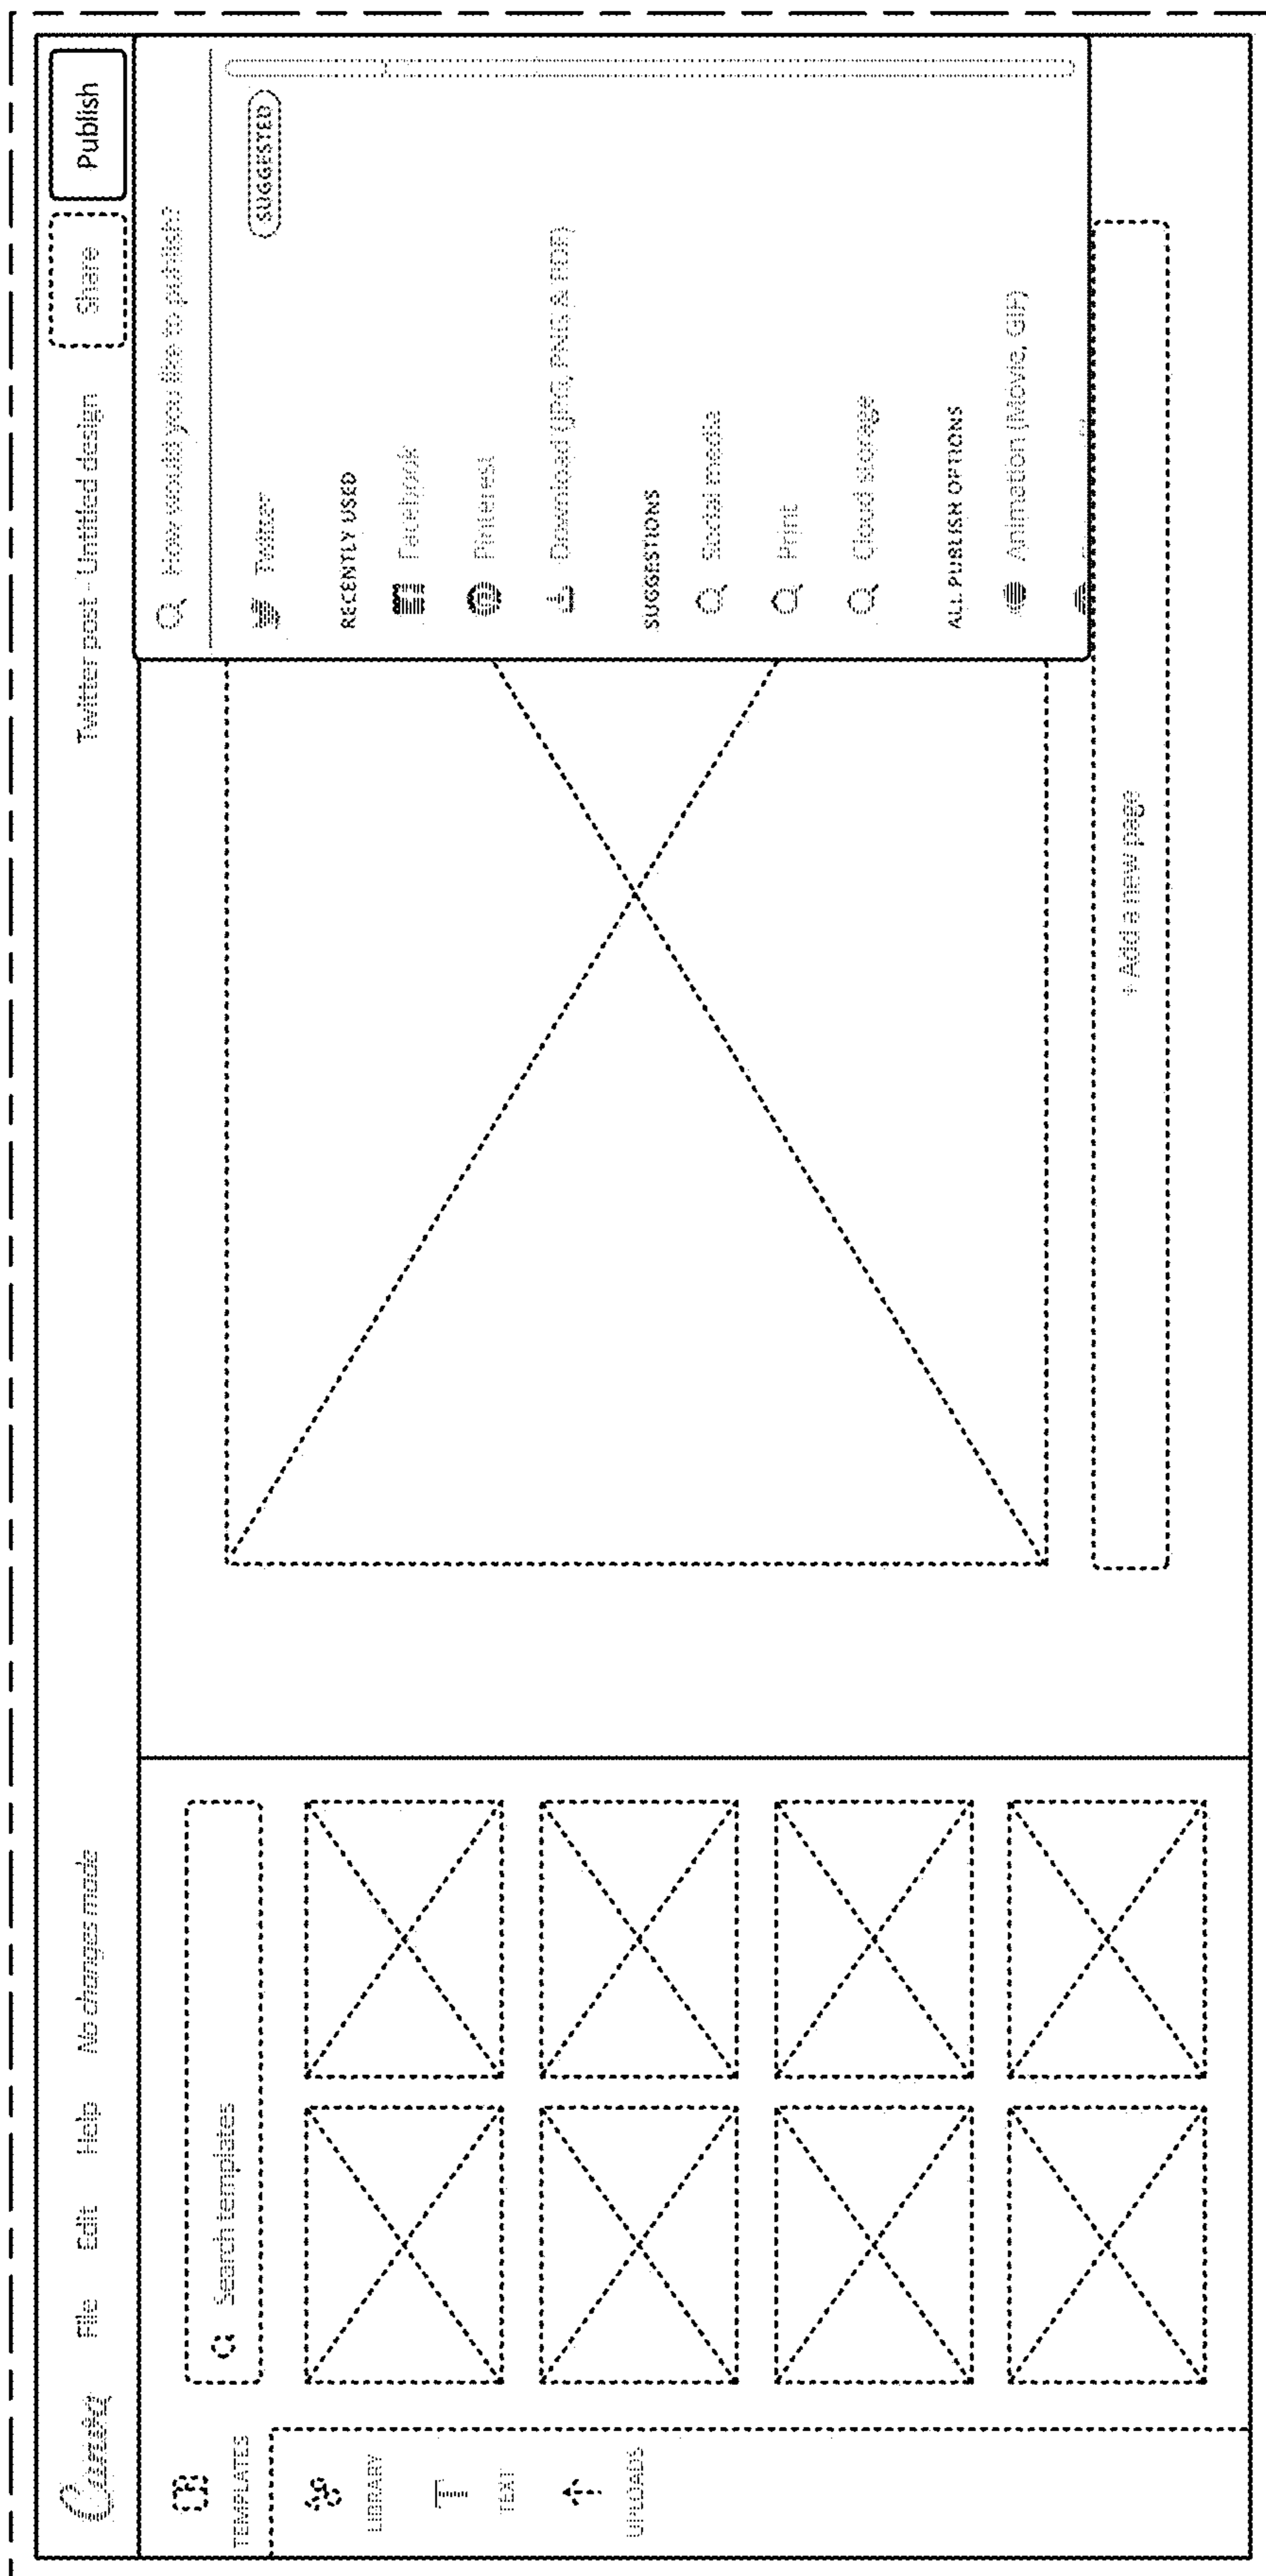 Canva File Edit Help No changes made Twitter post - Untitled design Share Publish
TEMPLATES
LIBRARY
TEXT
UPLOADS
Search templates
How would you like to publish?
Twitter SUGGESTED
RECENTLY USED
Facebook
Pinterest
Download (JPG, PNG & PDF)
SUGGESTIONS
Social media
Print
Cloud storage
ALL PUBLISH OPTIONS
Animation (Movie, GIF)
+ Add a new page